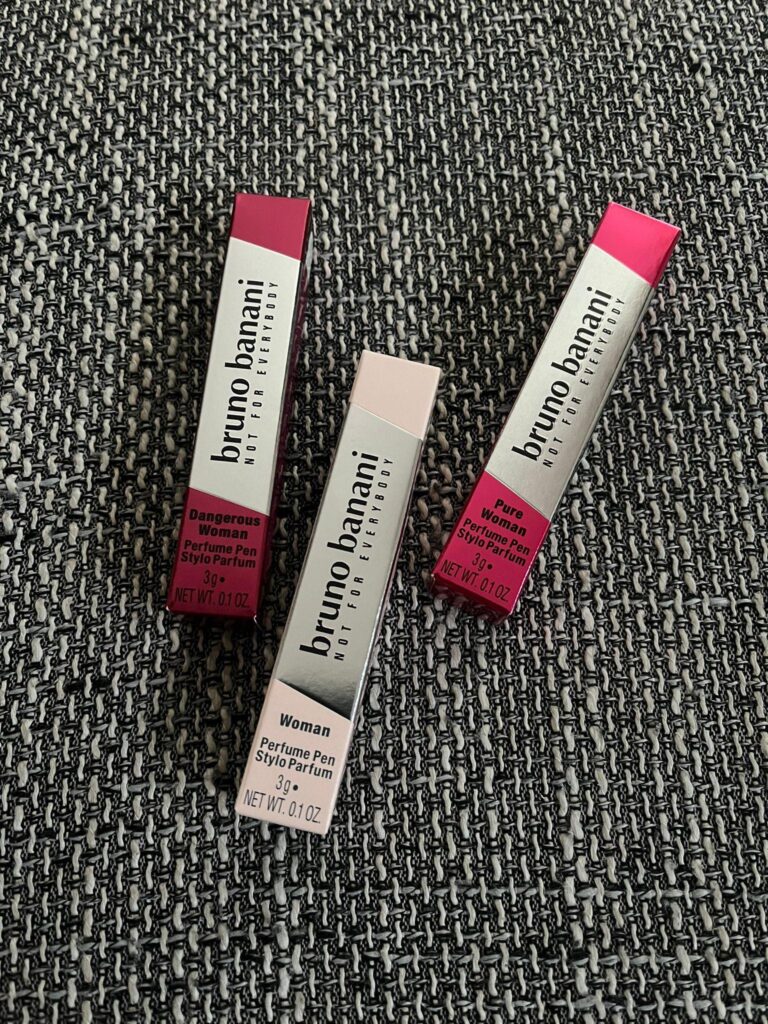 bruno banani
NOT FOR EVERYBODY
Dangerous
Woman
Perfume Pen
Stylo Parfum
3g•
NET WT. 0.1 OZ.
bruno banani
NOT FOR EVERYBODY
Woman
Perfume Pen
Stylo Parfum
3g•
NET WT. 0.1 OZ.
bruno banani
NOT FOR EVERYBODY
Pure
Woman
Perfume Pen
Stylo Parfum
3g•
NET WT. 0.1 OZ.